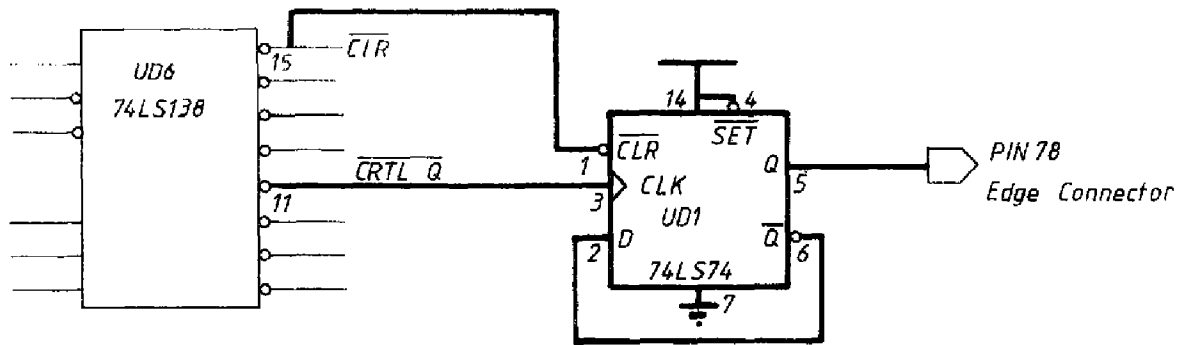 UD6
74LS138
15
CLR
14
4
SET
CLR
1
CRTL Q
11
CLK
3
UD1
Q
5
2
D
Q
6
74LS74
7
PIN 78
Edge Connector